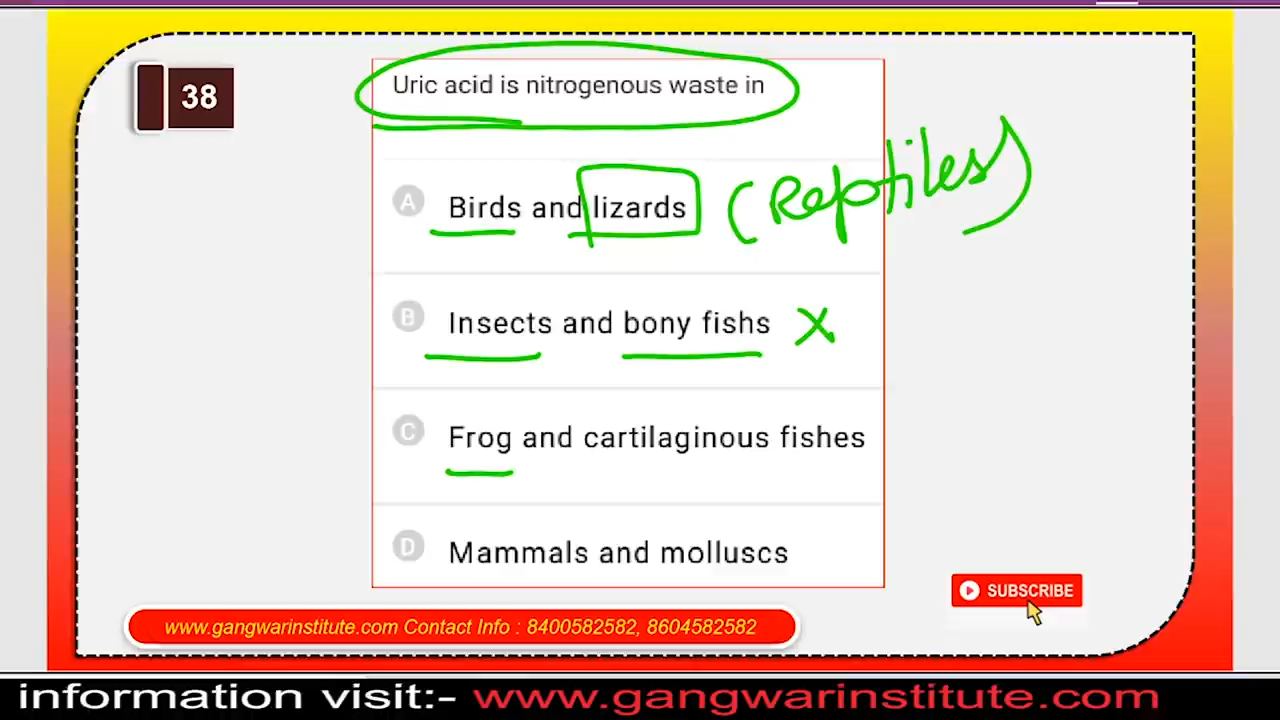 38
Uric acid is nitrogenous waste in
A Birds and lizards (Reptiles)
B Insects and bony fishs X
C Frog and cartilaginous fishes
D Mammals and molluscs
SUBSCRIBE
www.gangwarinstitute.com Contact Info : 8400582582, 8604582582
information visit:- www.gangwarinstitute.com